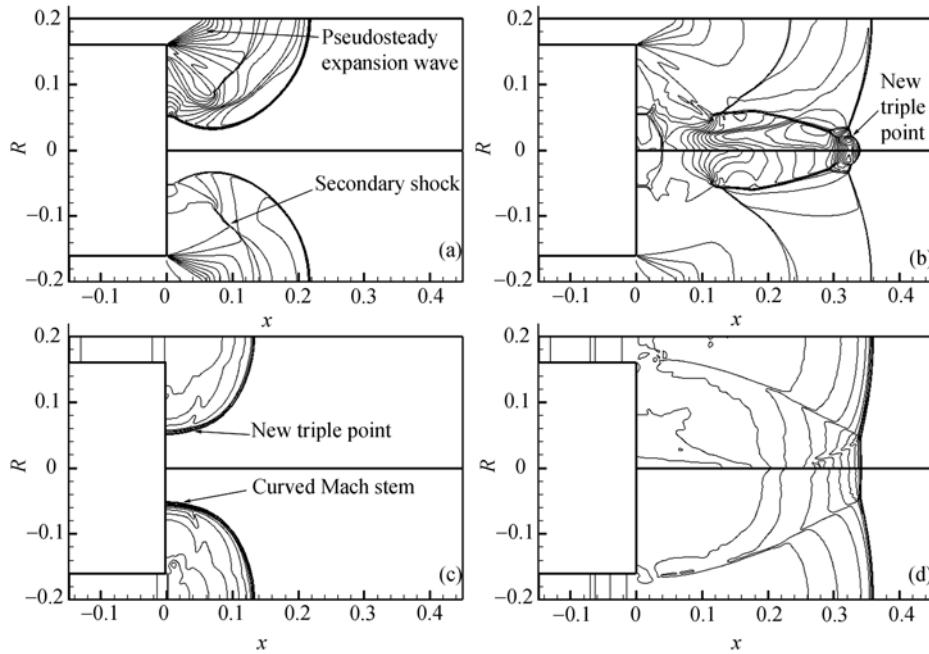 0.2
0.1
R
0
−0.1
−0.2
−0.1
0
0.1
0.2
0.3
0.4
x
Pseudosteady
expansion wave
Secondary shock
(a)
0.2
0.1
R
0
−0.1
−0.2
−0.1
0
0.1
0.2
0.3
0.4
x
New
triple
point
(b)
0.2
0.1
R
0
−0.1
−0.2
−0.1
0
0.1
0.2
0.3
0.4
x
New triple point
Curved Mach stem
(c)
0.2
0.1
R
0
−0.1
−0.2
−0.1
0
0.1
0.2
0.3
0.4
x
(d)